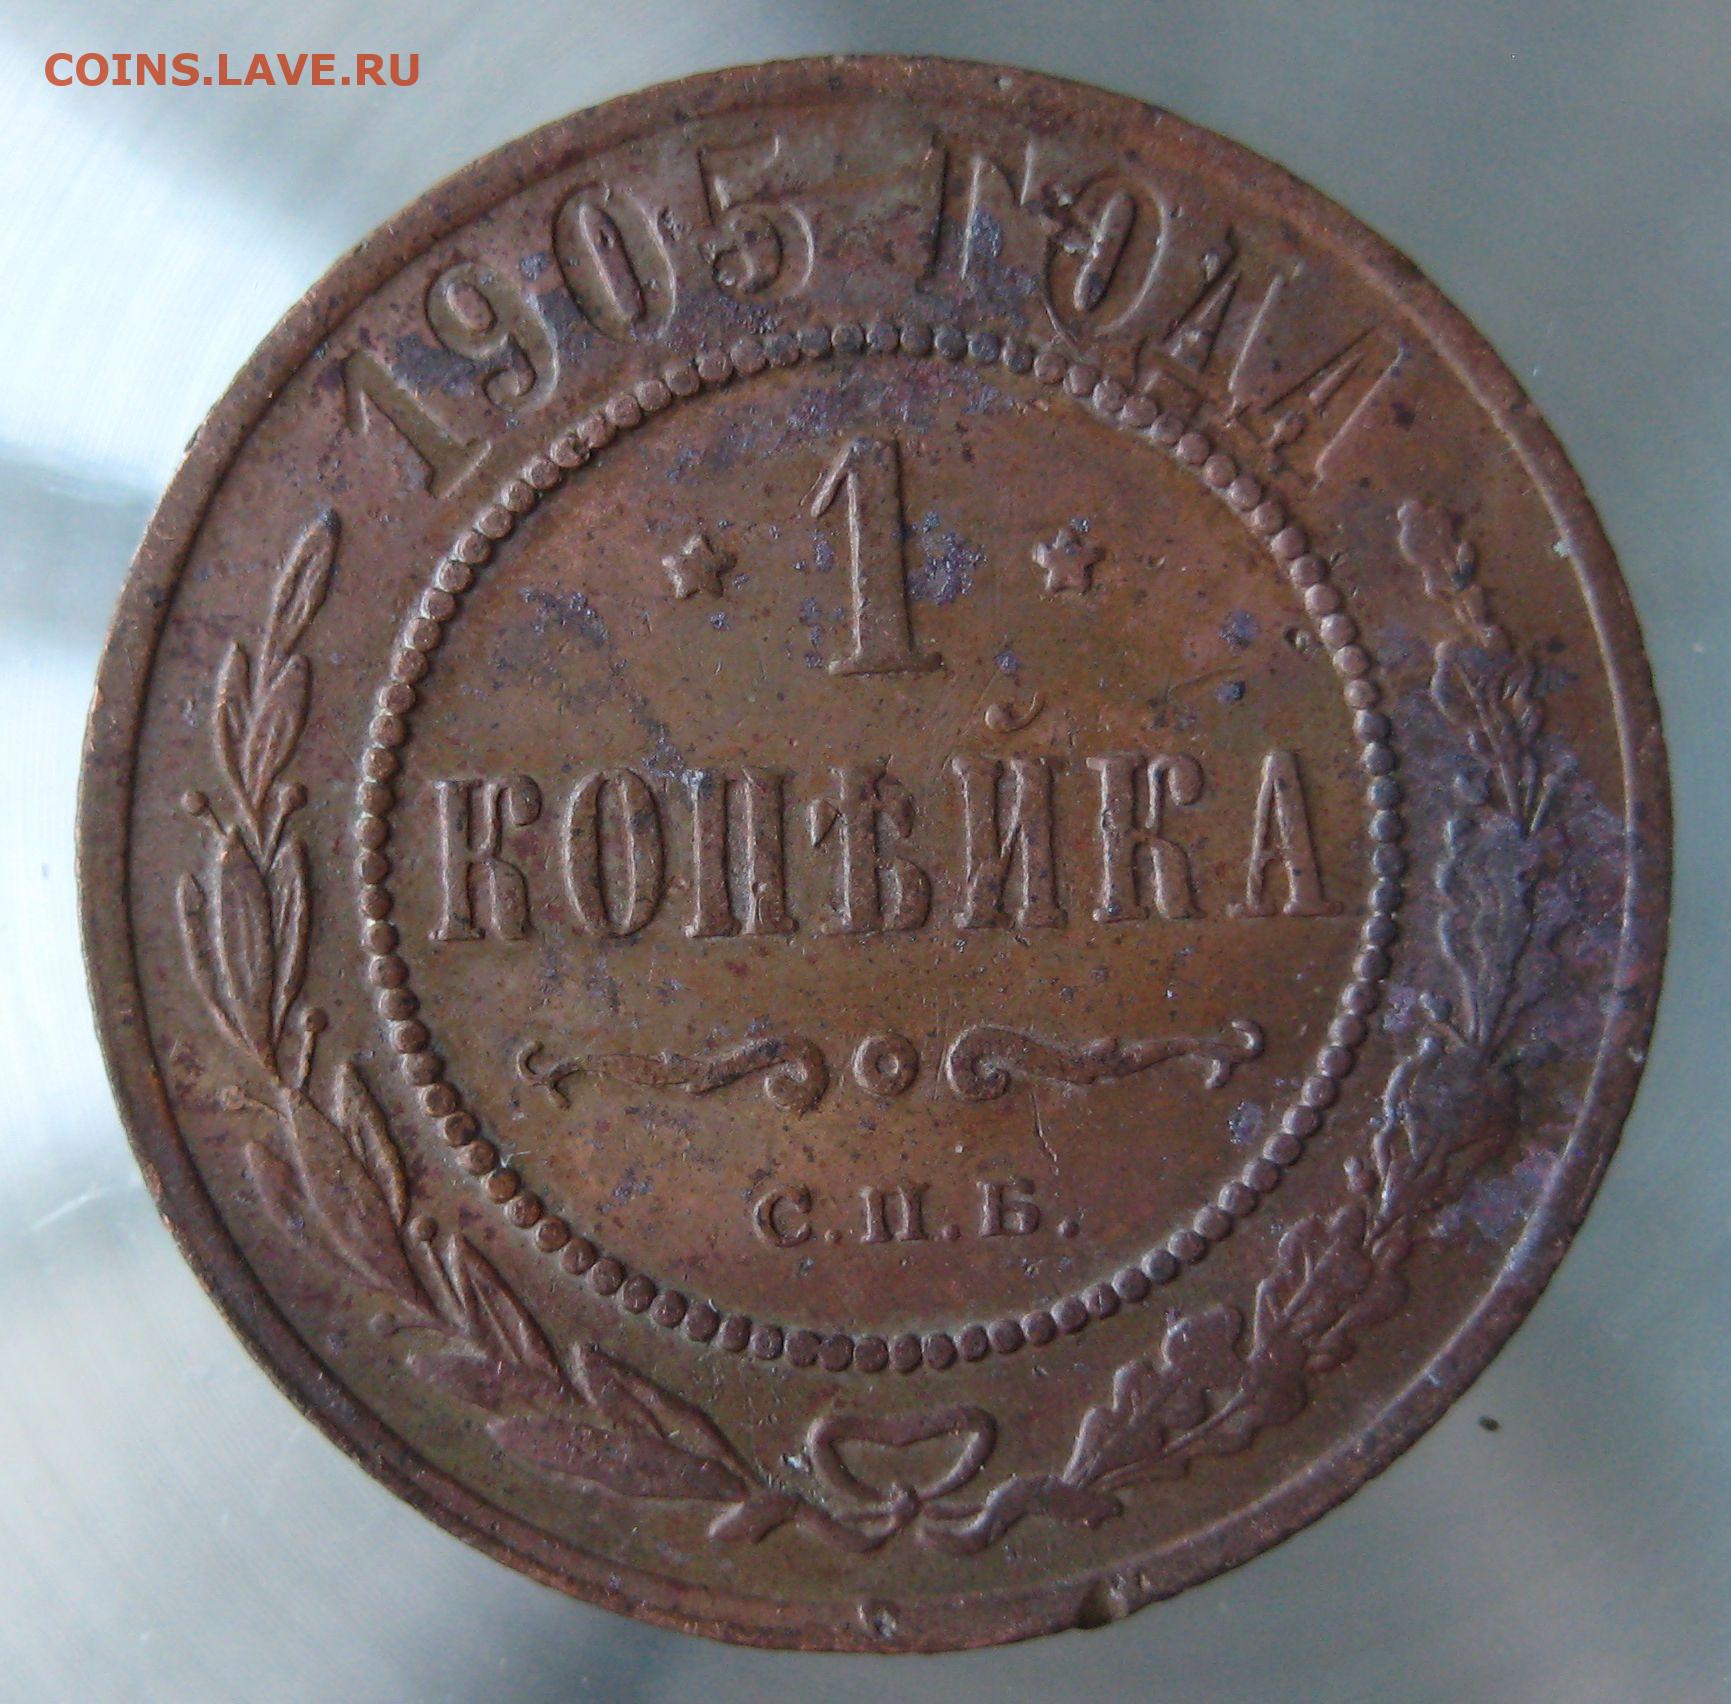 COINS.LAVE.RU
1905 ГОДА
1
КОПѢЙКА
С.П.Б.